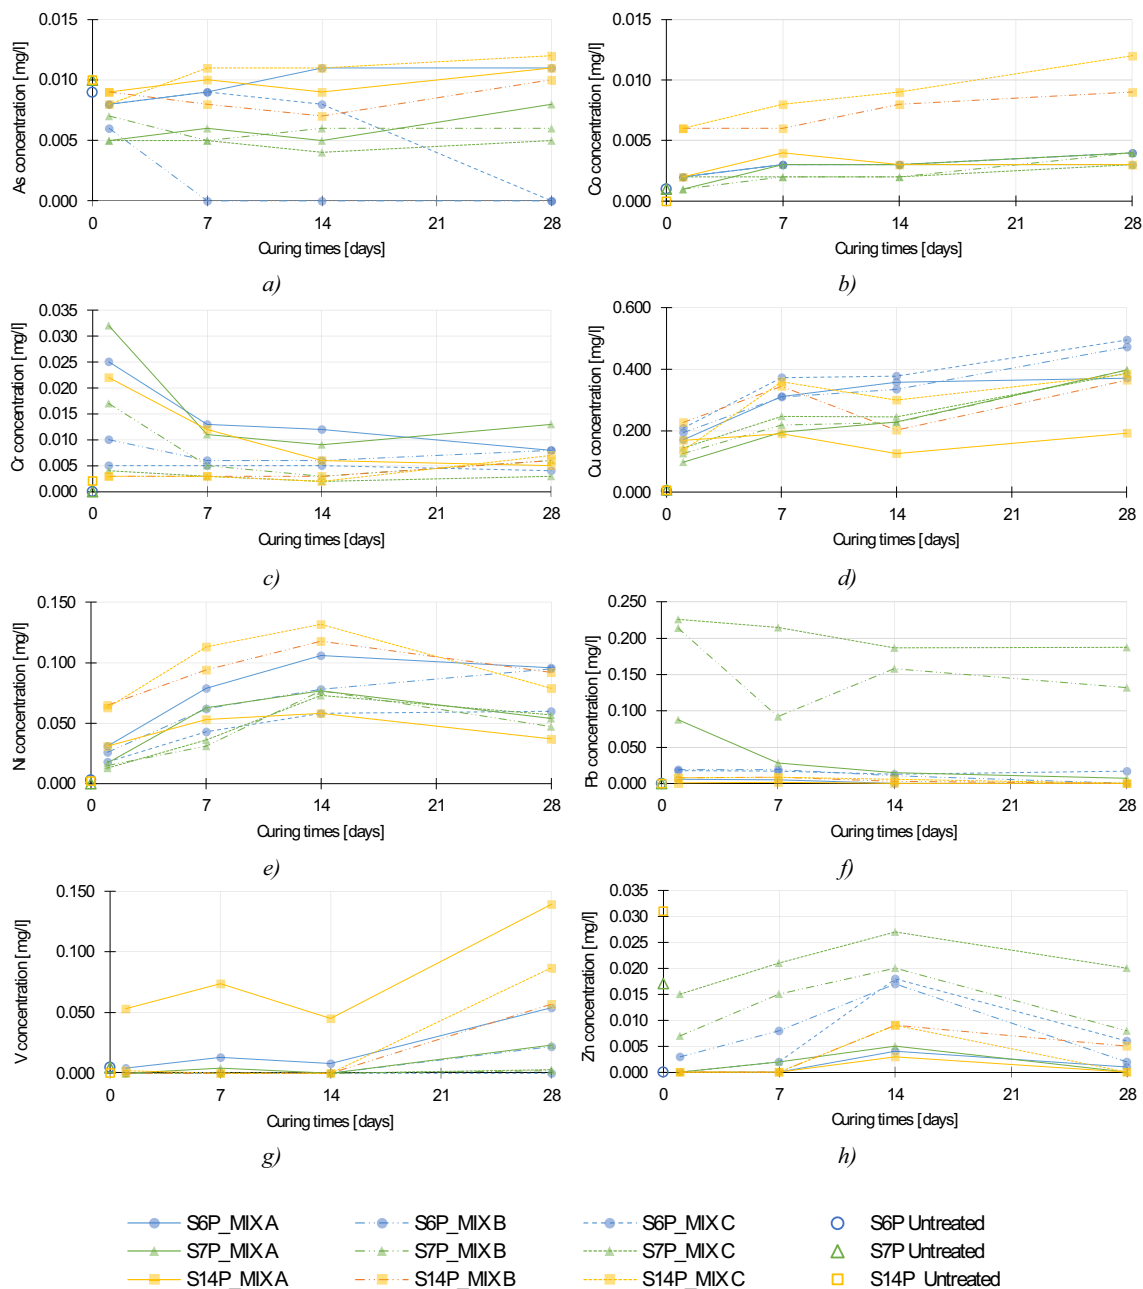 0.015
0.010
0.005
0.000
0 7 14 21 28
As concentration [mg/l]
Curing times [days]
a)
0.015
0.010
0.005
0.000
0 7 14 21 28
Co concentration [mg/l]
Curing times [days]
b)
0.035
0.030
0.025
0.020
0.015
0.010
0.005
0.000
0 7 14 21 28
Cr concentration [mg/l]
Curing times [days]
c)
0.600
0.400
0.200
0.000
0 7 14 21 28
Cu concentration [mg/l]
Curing times [days]
d)
0.150
0.100
0.050
0.000
0 7 14 21 28
Ni concentration [mg/l]
Curing times [days]
e)
0.250
0.200
0.150
0.100
0.050
0.000
0 7 14 21 28
Pb concentration [mg/l]
Curing times [days]
f)
0.150
0.100
0.050
0.000
0 7 14 21 28
V concentration [mg/l]
Curing times [days]
g)
0.035
0.030
0.025
0.020
0.015
0.010
0.005
0.000
0 7 14 21 28
Zn concentration [mg/l]
Curing times [days]
h)
S6P_MIX A S6P_MIX B S6P_MIX C S6P Untreated
S7P_MIX A S7P_MIX B S7P_MIX C S7P Untreated
S14P_MIX A S14P_MIX B S14P_MIX C S14P Untreated